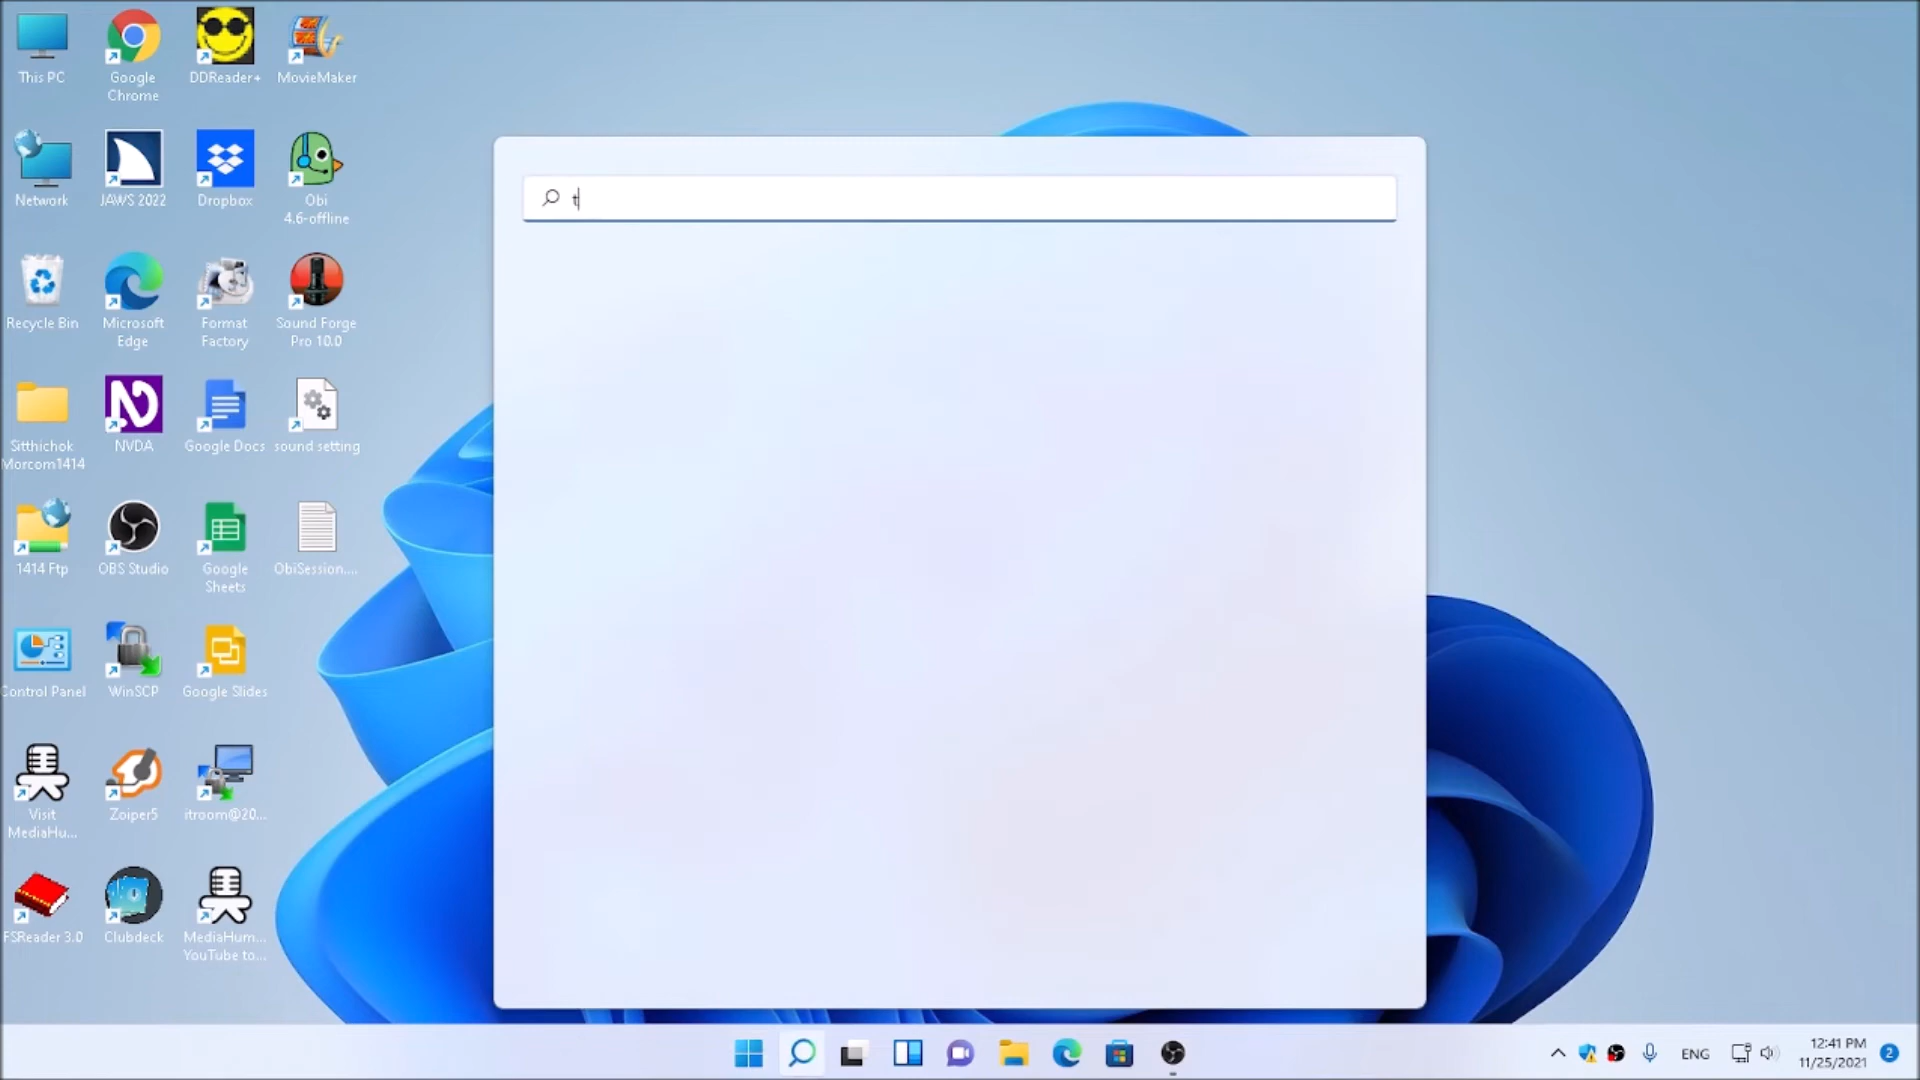 This PC
Google
Chrome
DDReader+
MovieMaker
Network
JAWS 2022
Dropbox
Obi
4.6-offline
Recycle Bin
Microsoft
Edge
Format
Factory
Sound Forge
Pro 10.0
Sitthichok
Morcom1414
NVDA
Google Docs
sound setting
1414 Ftp
OBS Studio
Google
Sheets
ObiSession....
Control Panel
WinSCP
Google Slides
Visit
MediaHu...
Zoiper5
itroom@20...
FSReader 3.0
Clubdeck
MediaHum...
YouTube to...
t
ENG
12:41 PM
11/25/2021
2